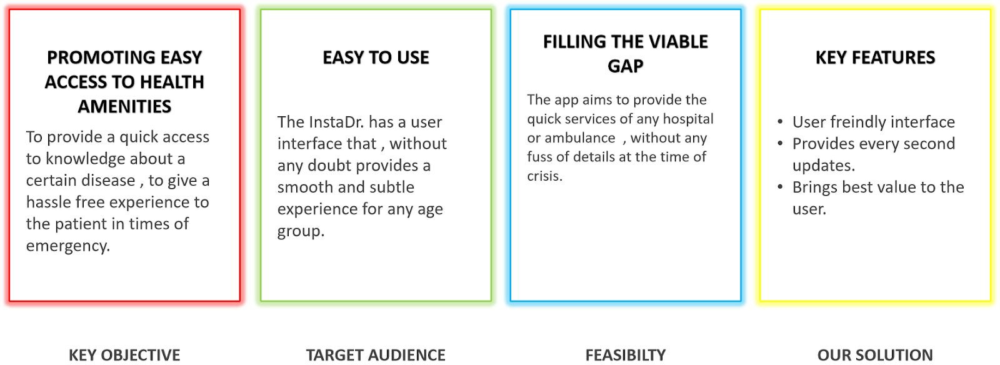 PROMOTING EASY
ACCESS TO HEALTH
AMENITIES
To provide a quick access
to knowledge about a
certain disease , to give a
hassle free experience to
the patient in times of
emergency.
KEY OBJECTIVE
EASY TO USE
The InstaDr. has a user
interface that , without
any doubt provides a
smooth and subtle
experience for any age
group.
TARGET AUDIENCE
FILLING THE VIABLE
GAP
The app aims to provide the
quick services of any hospital
or ambulance  , without any
fuss of details at the time of
crisis.
FEASIBILTY
KEY FEATURES
• User freindly interface
• Provides every second
updates.
• Brings best value to the
user.
OUR SOLUTION